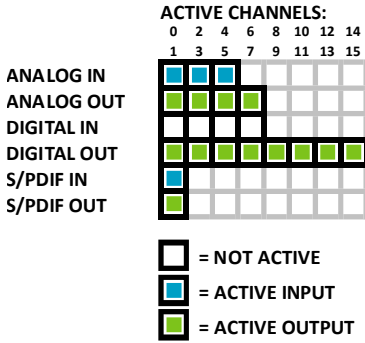 ACTIVE CHANNELS:
0 2 4 6 8 10 12 14
1 3 5 7 9 11 13 15
ANALOG IN
ANALOG OUT
DIGITAL IN
DIGITAL OUT
S/PDIF IN
S/PDIF OUT
= NOT ACTIVE
= ACTIVE INPUT
= ACTIVE OUTPUT